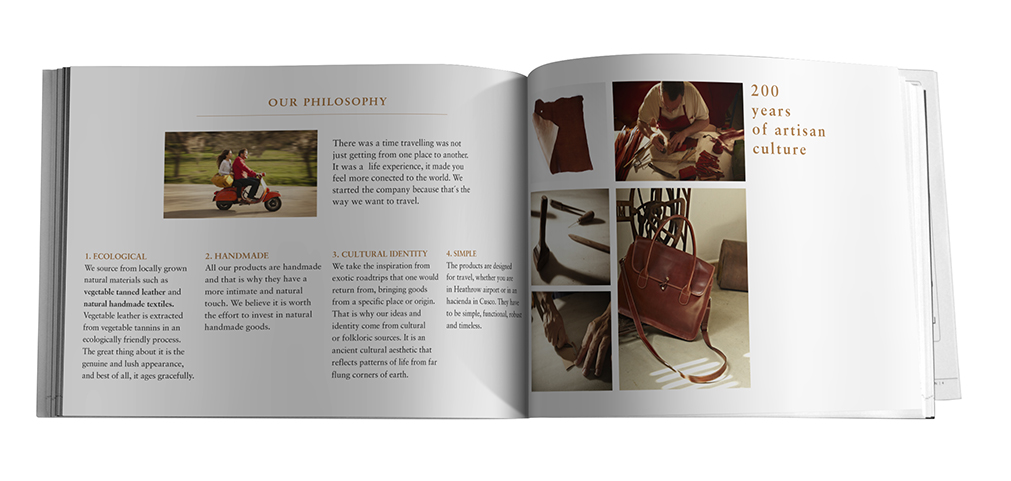 OUR PHILOSOPHY
There was a time travelling was not
just getting from one place to another.
It was a life experience, it made you
feel more conected to the world. We
started the company because that's the
way we want to travel.
1. ECOLOGICAL
We source from locally grown
natural materials such as
vegetable tanned leather and
natural handmade textiles.
Vegetable leather is extracted
from vegetable tannins in an
ecologically friendly process.
The great thing about it is the
genuine and lush appearance,
and best of all, it ages gracefully.
2. HANDMADE
All our products are handmade
and that is why they have a
more intimate and natural
touch. We believe it is worth
the effort to invest in natural
handmade goods.
3. CULTURAL IDENTITY
We take the inspiration from
exotic roadtrips that one would
return from, bringing goods
from a specific place or origin.
That is why our ideas and
identity come from cultural
or folkloric sources. It is an
ancient cultural aesthetic that
reflects patterns of life from far
flung corners of earth.
4. SIMPLE
The products are designed
for travel, whether you are
in Heathrow airport or in an
hacienda in Cusco. They have
to be simple, functional, robust
and timeless.
200
years
of artisan
culture